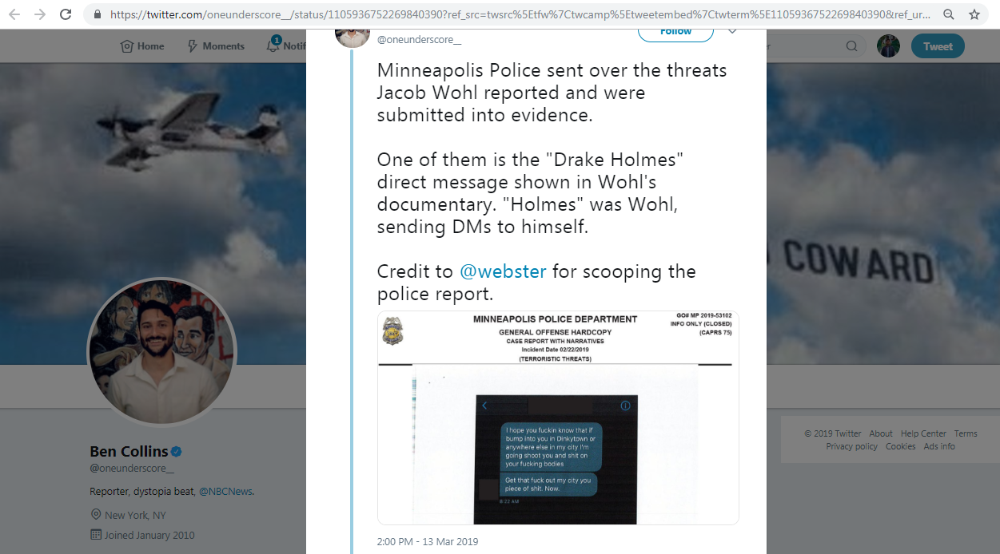 https://twitter.com/oneunderscore__/status/1105936752269840390?ref_src=twsrc%5Etfw%7Ctwcamp%5Etweetembed%7Ctwterm%5E1105936752269840390&ref_ur...
Home
Moments
1
Notif
Tweet
@oneunderscore__
Follow
Minneapolis Police sent over the threats
Jacob Wohl reported and were
submitted into evidence.
One of them is the "Drake Holmes"
direct message shown in Wohl's
documentary. "Holmes" was Wohl,
sending DMs to himself.
Credit to @webster for scooping the
police report.
MINNEAPOLIS POLICE DEPARTMENT
GENERAL OFFENSE HARDCOPY
CASE REPORT WITH NARRATIVES
Incident Date 02/22/2019
(TERRORISTIC THREATS)
GO# MP 2019-53102
INFO ONLY (CLOSED)
(CAPRS 75)
I hope you fuckin know that if
bump into you in Dinkytown or
anywhere else in my city I'm
going shoot you and shit on
your fucking bodies
Get that fuck out my city you
piece of shit. Now.
8:22 AM
2:00 PM - 13 Mar 2019
COWARD
Ben Collins
@oneunderscore__
Reporter, dystopia beat, @NBCNews.
New York, NY
Joined January 2010
© 2019 Twitter About Help Center Terms
Privacy policy Cookies Ads info